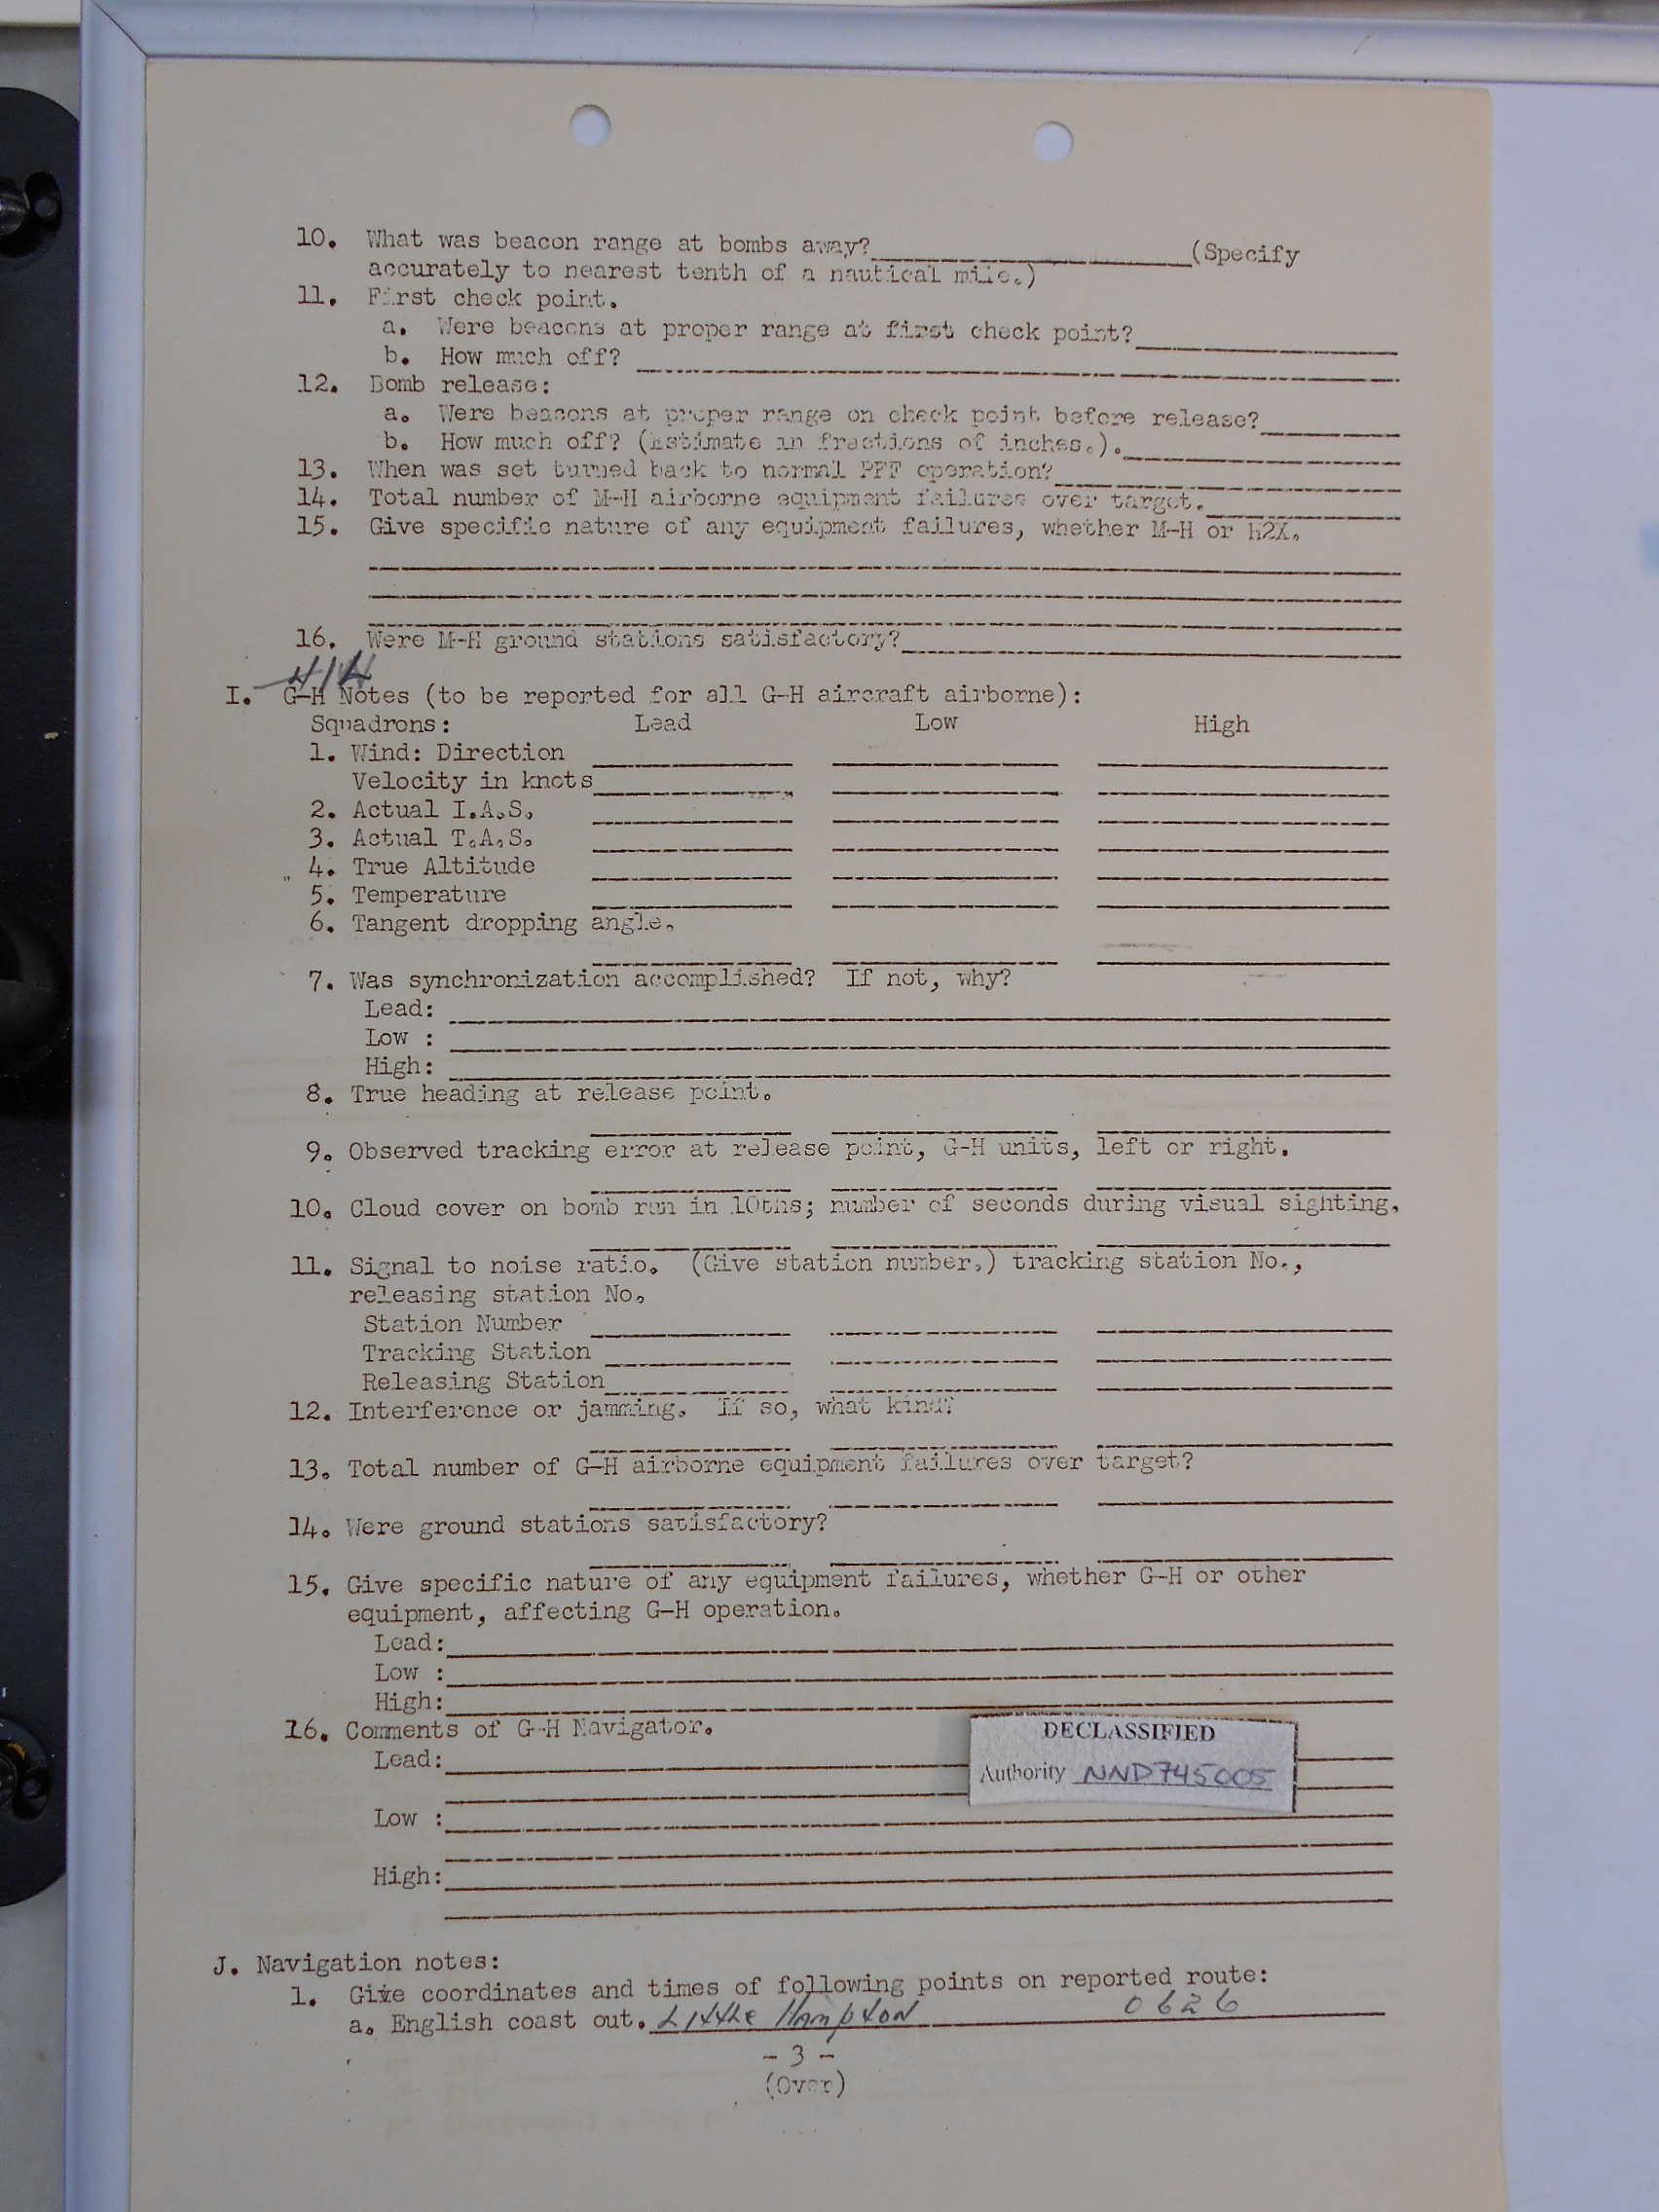 10. What was beacon range at bombs away?____________________(Specify
accurately to nearest tenth of a nautical mile.)
11. First check point.
a. Were beacons at proper range at first check point?____________________
b. How much off? ____________________
12. Bomb release:
a. Were beacons at proper range on check point before release?__________
b. How much off? (Estimate in fractions of inches.).____________________
13. When was set turned back to normal PFF operation?____________________
14. Total number of M-H airborne equipment failures over target.__________
15. Give specific nature of any equipment failures, whether M-H or h2X.
16. Were M-H ground stations satisfactory?____________________
I. G-H Notes (to be reported for all G-H aircraft airborne):
Squadrons: Lead Low High
1. Wind: Direction
Velocity in knots
2. Actual I.A.S.
3. Actual T.A.S.
4. True Altitude
5. Temperature
6. Tangent dropping angle.
7. Was synchronization accomplished? If not, why?
Lead:
Low :
High:
8. True heading at release point.
9. Observed tracking error at release point, G-H units, left or right.
10. Cloud cover on bomb run in 10ths; number of seconds during visual sighting.
11. Signal to noise ratio. (Give station number.) tracking station No.,
releasing station No.
Station Number
Tracking Station
Releasing Station
12. Interference or jamming. If so, what kind?
13. Total number of G-H airborne equipment failures over target?
14. Were ground stations satisfactory?
15. Give specific nature of any equipment failures, whether G-H or other
equipment, affecting G-H operation.
Lead:
Low :
High:
16. Comments of G-H Navigator.
DECLASSIFIED
Lead:
Authority NND745005
Low :
High:
J. Navigation notes:
1. Give coordinates and times of following points on reported route:
a. English coast out. Little Hampton 0626
- 3 -
(Over)